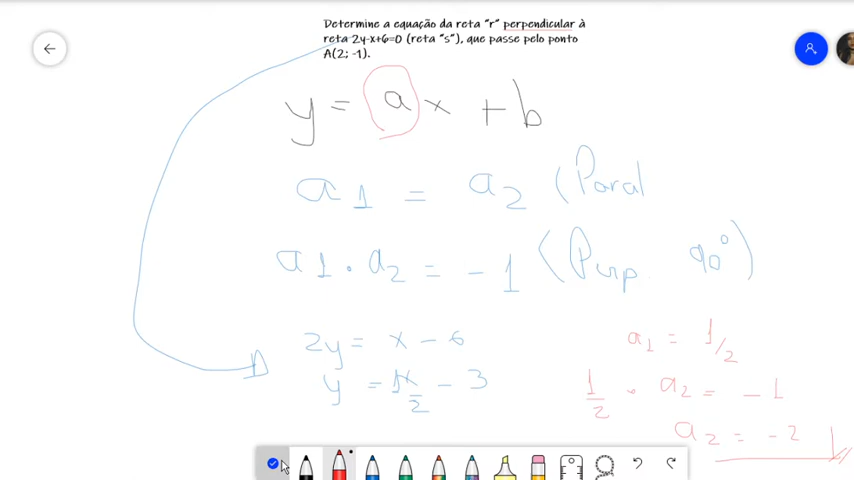 Determine a equação da reta "r" perpendicular à
reta 2y-x+6=0 (reta "s"), que passe pelo ponto
A(2; -1).
y = ax + b
a1 = a2 (Paral
a1 . a2 = - 1 (Perp. 90°)
2y = x - 6
y = 1x/2 - 3
a1 = 1/2
1/2 . a2 = - 1
a2 = - 2